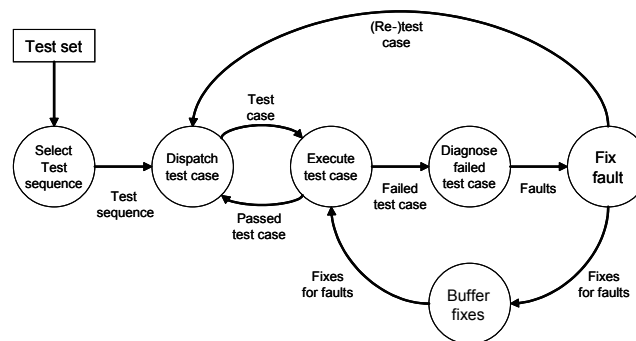 (Re-)test
case
Test set
Test
case
Select
Test
sequence
Dispatch
test case
Execute
test case
Diagnose
failed
test case
Fix
fault
Test
sequence
Passed
test case
Failed
test case
Faults
Fixes
for faults
Buffer
fixes
Fixes
for faults